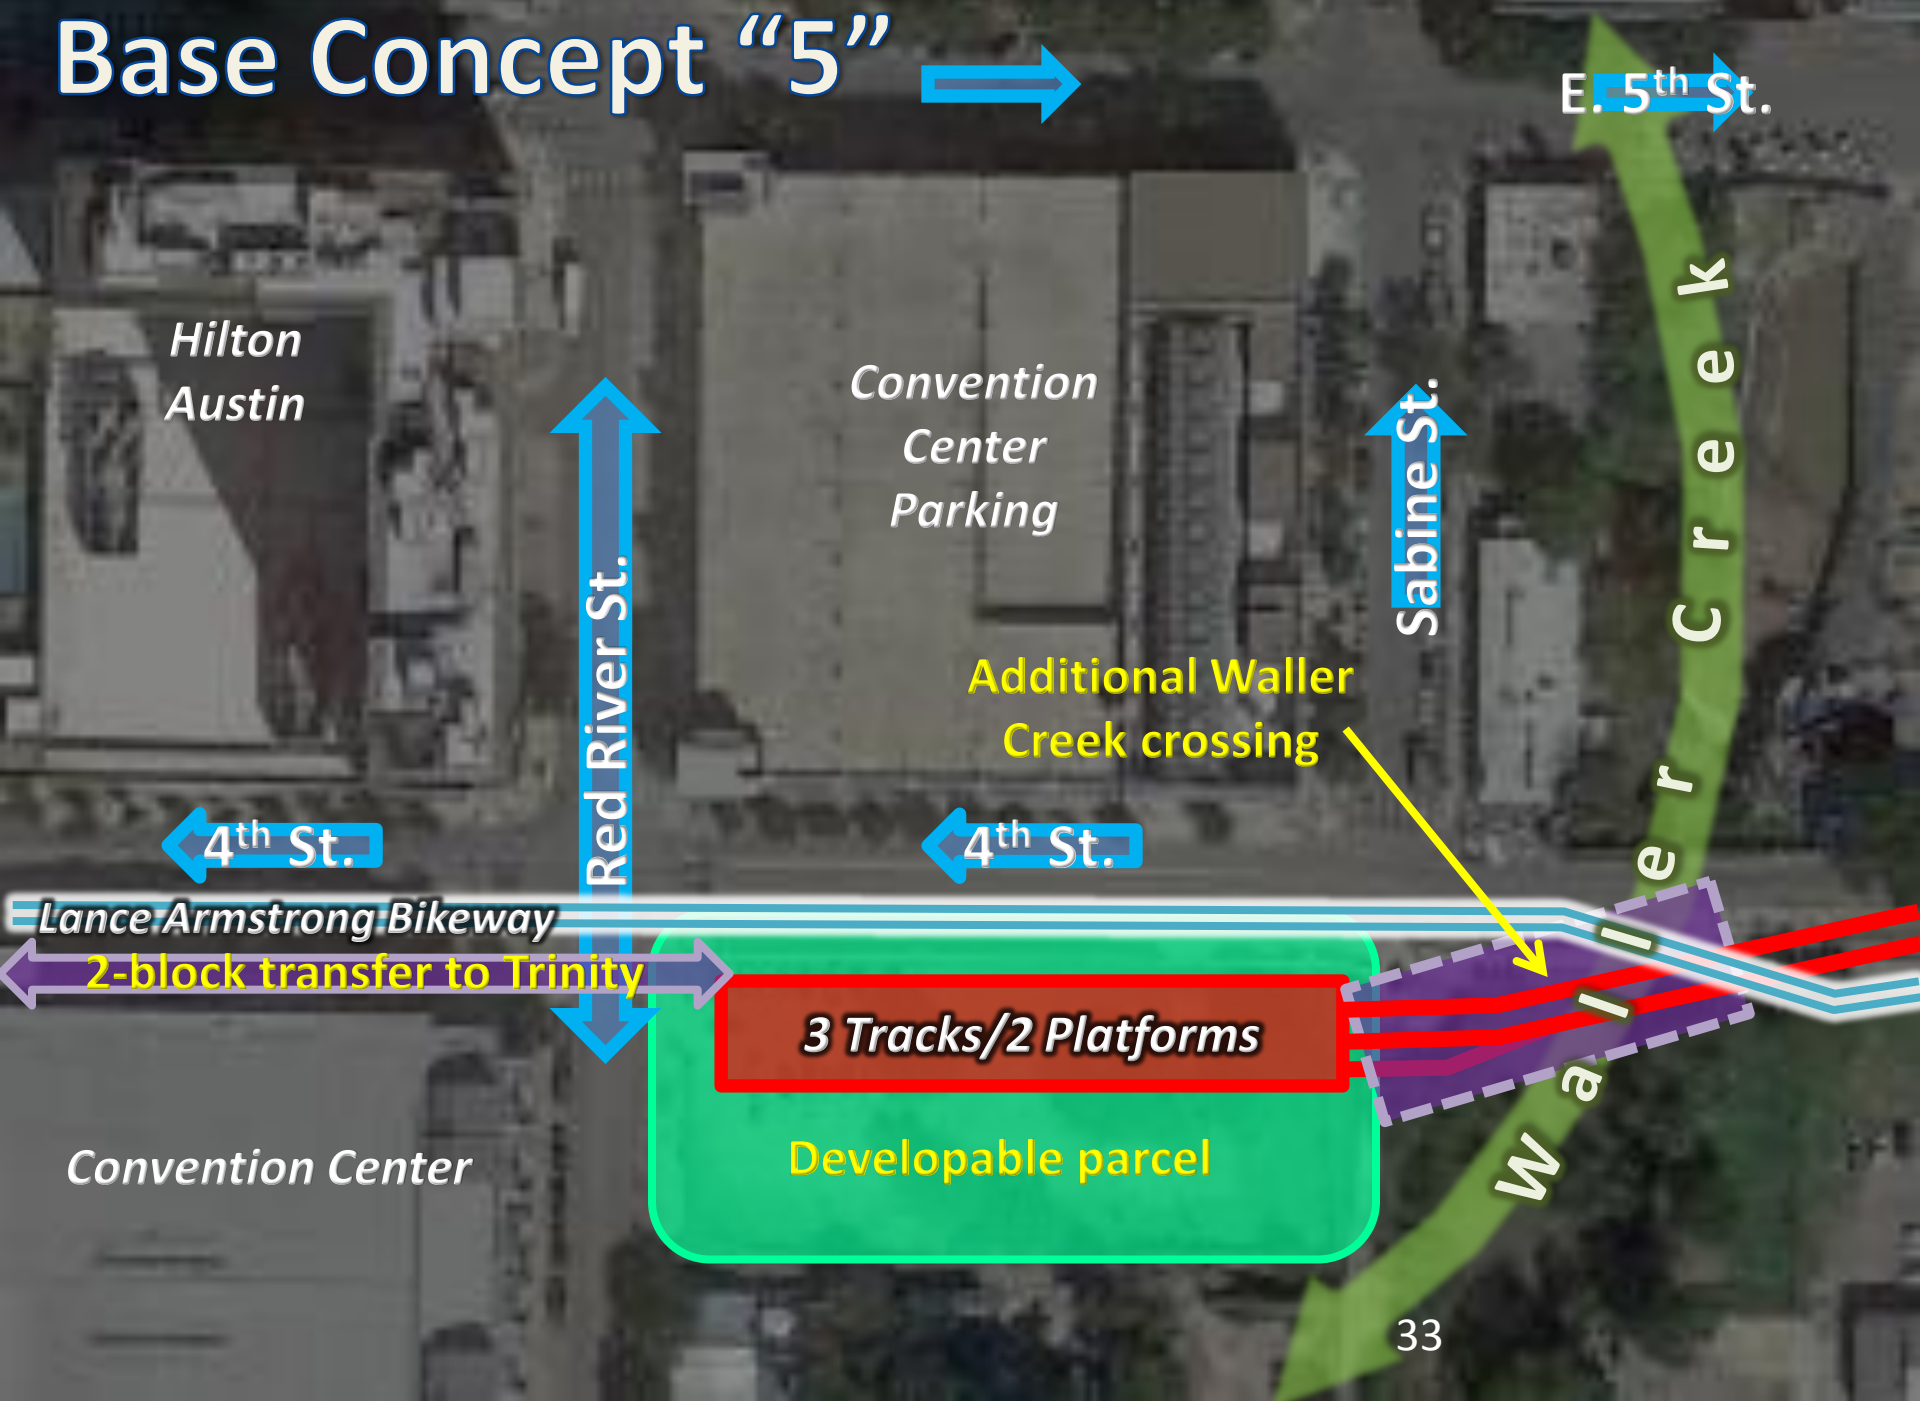 Base Concept “5”
E. 5th St.
Hilton
Austin
Convention
Center
Parking
Sabine St.
Waller Creek
Red River St.
Additional Waller
Creek crossing
4th St.
4th St.
Lance Armstrong Bikeway
2-block transfer to Trinity
3 Tracks/2 Platforms
Developable parcel
Convention Center
33